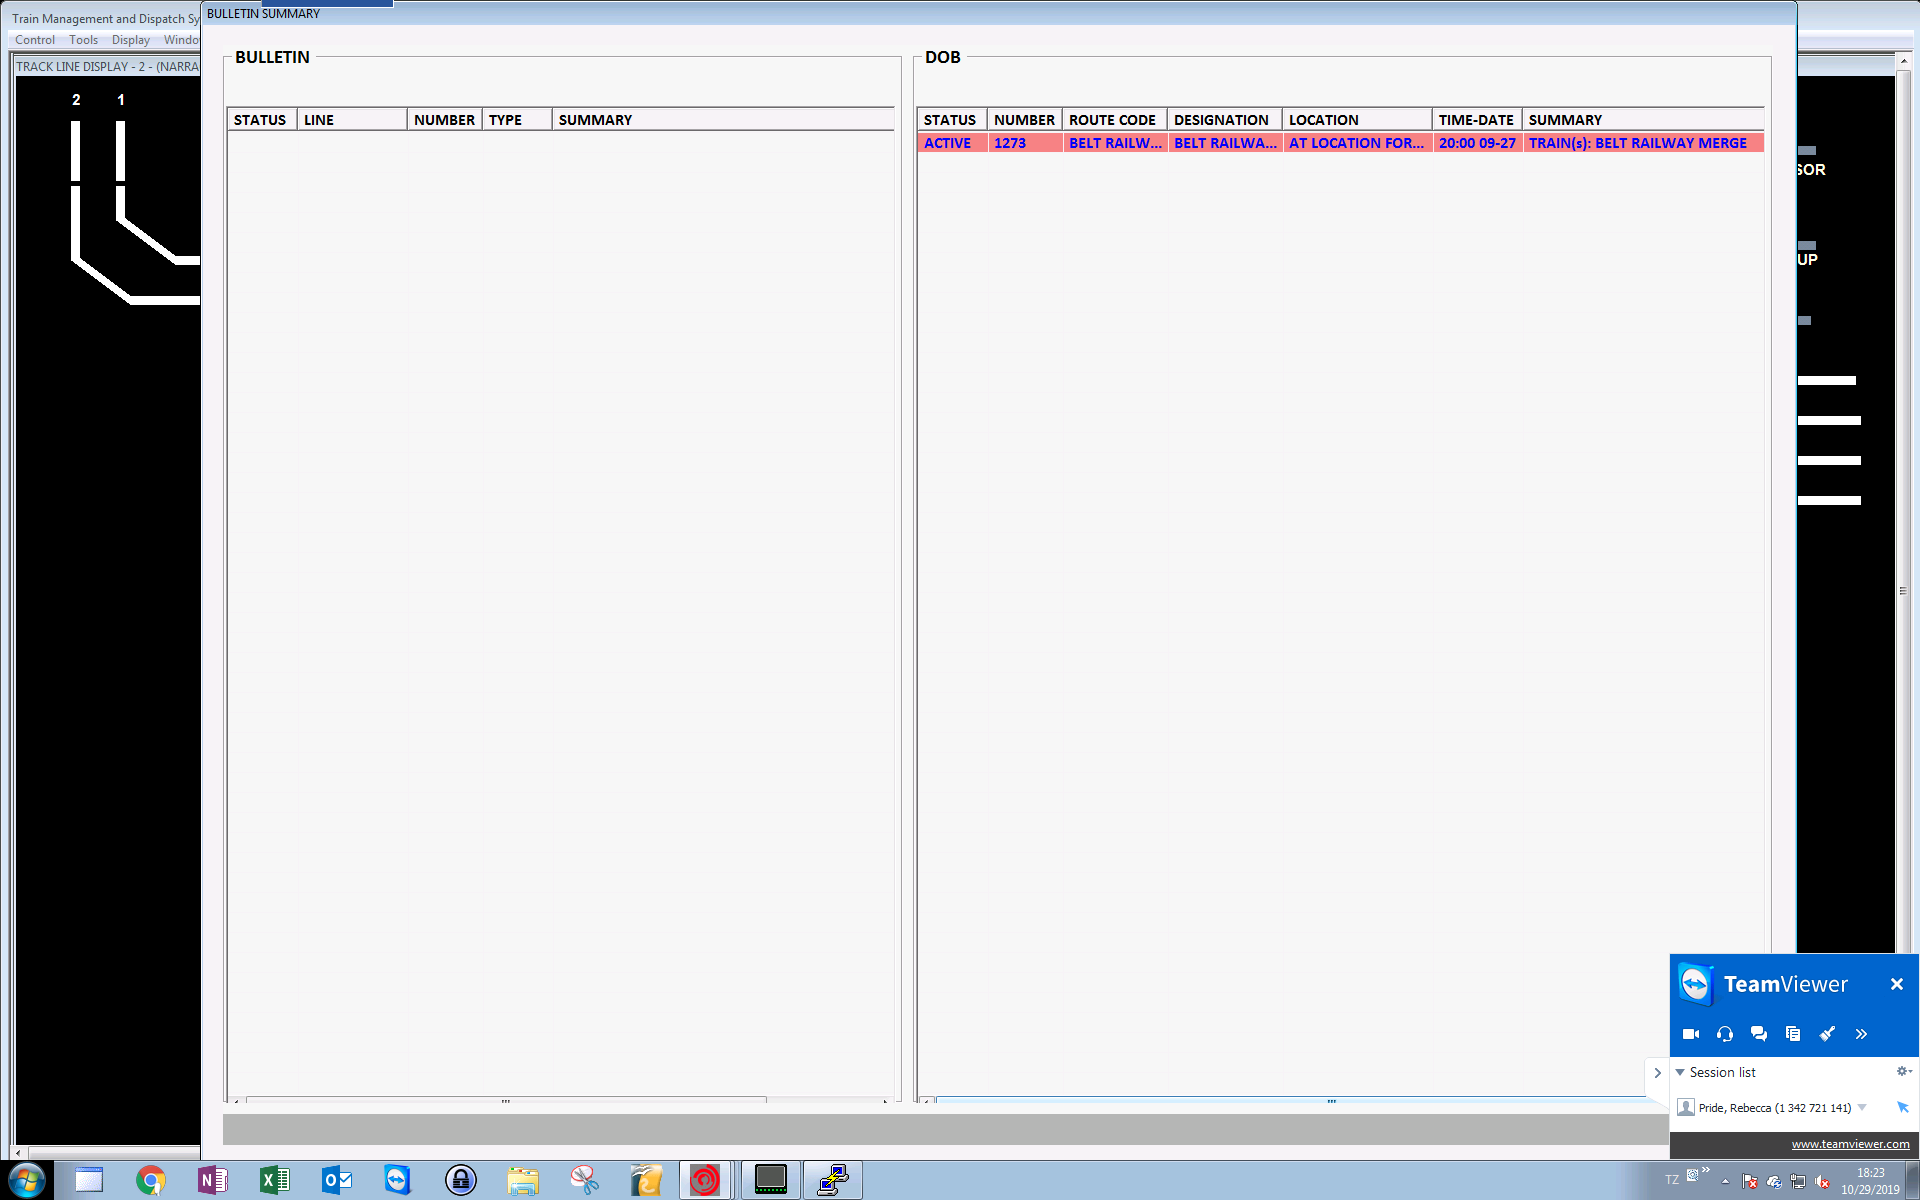 Train Management and Dispatch Sy
BULLETIN SUMMARY
Control Tools Display Windo
TRACK LINE DISPLAY - 2 - (NARRA
2 1
BULLETIN
STATUS LINE NUMBER TYPE SUMMARY
DOB
STATUS NUMBER ROUTE CODE DESIGNATION LOCATION TIME-DATE SUMMARY
ACTIVE 1273 BELT RAILW... BELT RAILWA... AT LOCATION FOR... 20:00 09-27 TRAIN(s): BELT RAILWAY MERGE
SOR
UP
TeamViewer
Session list
Pride, Rebecca (1 342 721 141)
www.teamviewer.com
TZ
18:23
10/29/2019